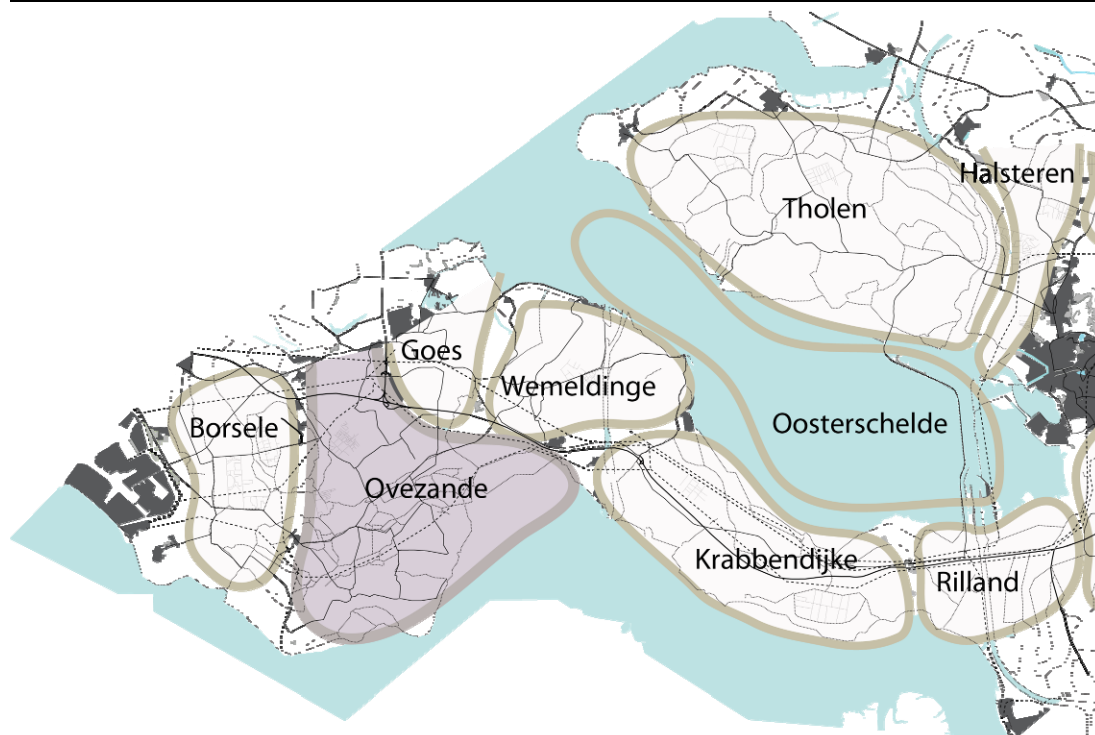 Halsteren
Tholen
Goes
Wemeldinge
Borsele
Oosterschelde
Ovezande
Krabbendijke
Rilland